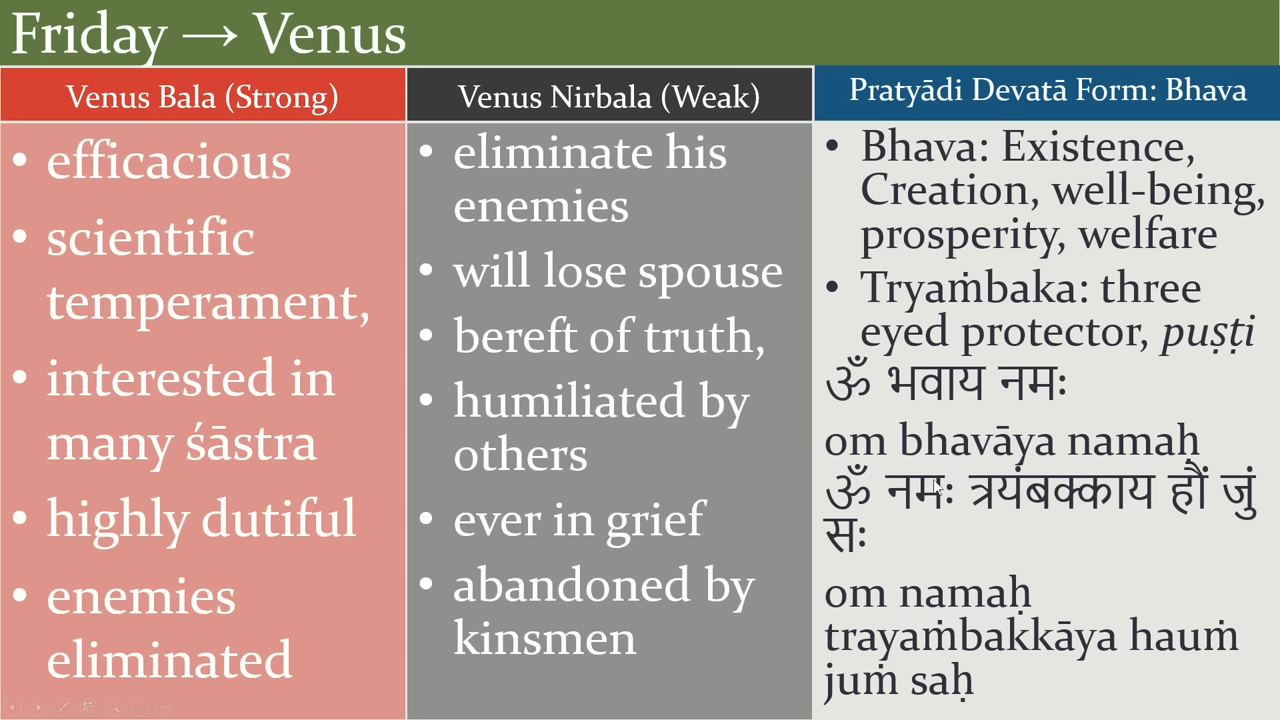 Friday → Venus
Venus Bala (Strong)
• efficacious
• scientific
temperament,
• interested in
many śāstra
• highly dutiful
• enemies
eliminated
Venus Nirbala (Weak)
• eliminate his
enemies
• will lose spouse
• bereft of truth,
• humiliated by
others
• ever in grief
• abandoned by
kinsmen
Pratyādi Devatā Form: Bhava
• Bhava: Existence,
Creation, well-being,
prosperity, welfare
• Tryaṁbaka: three
eyed protector, puṣṭi
ॐ भवाय नमः
om bhavāya namaḥ
ॐ नमः त्रयंबक्काय हौं जुं
सः
om namaḥ
trayaṁbakkāya hauṁ
juṁ saḥ